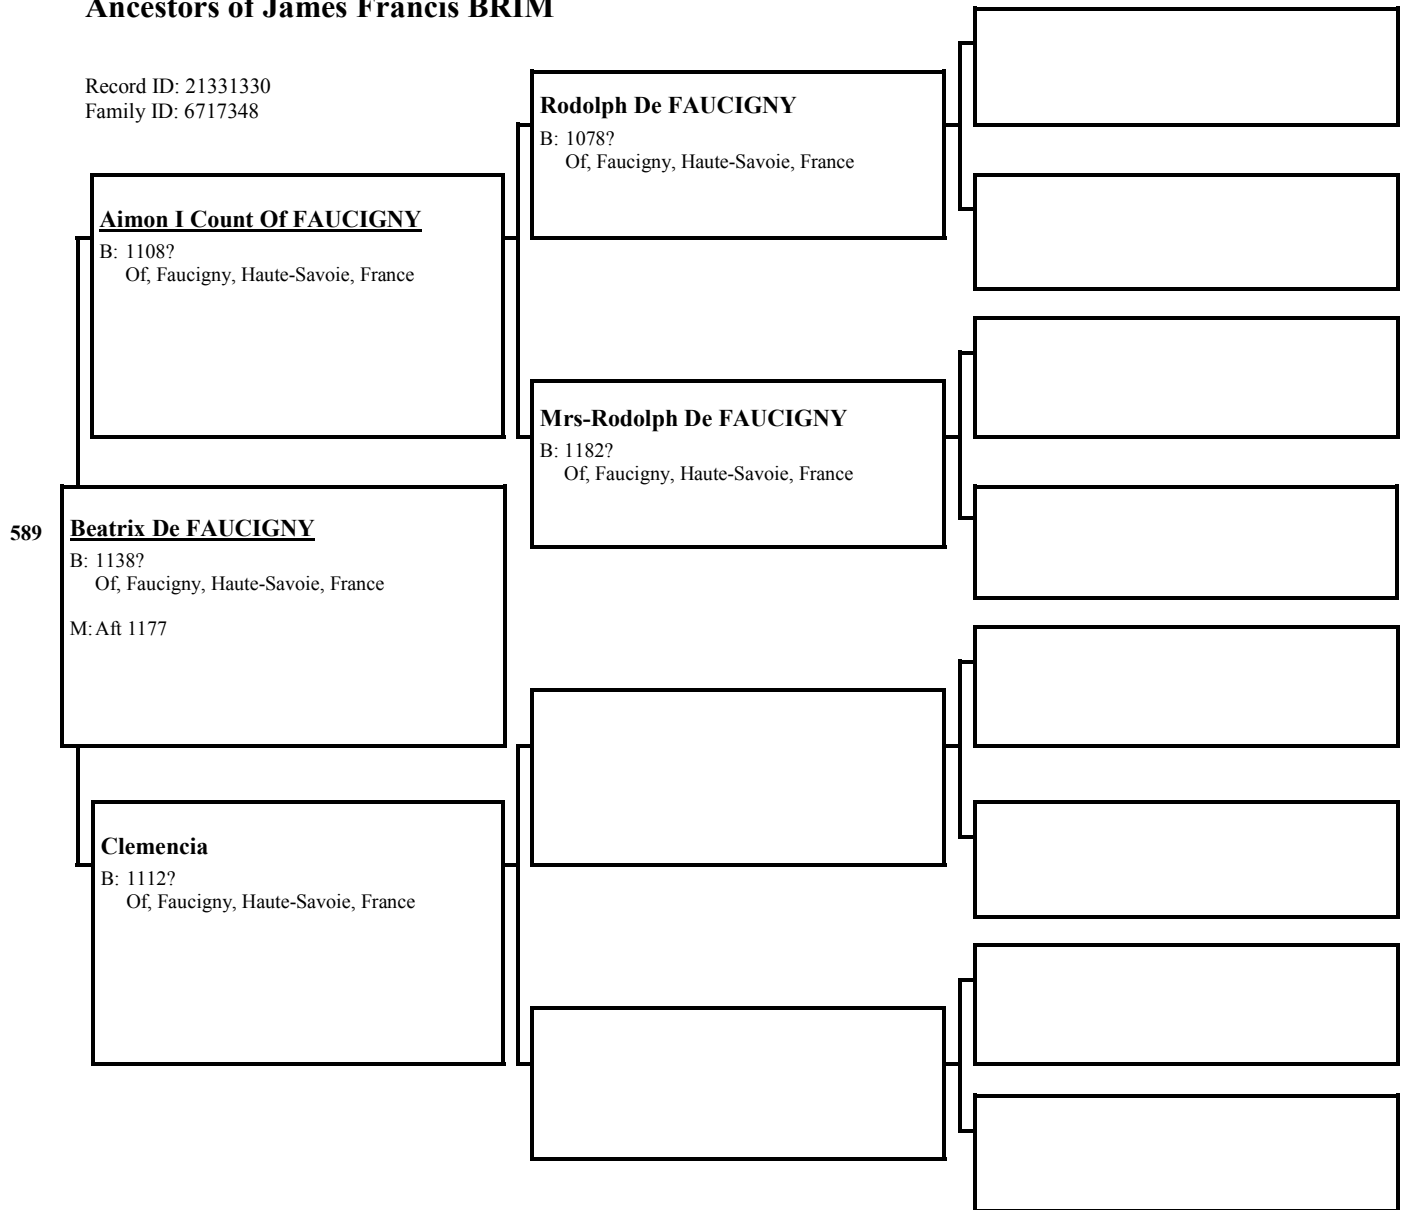 Ancestors of James Francis BRIM
Record ID: 21331330
Family ID: 6717348
Rodolph De FAUCIGNY
B: 1078?
Of, Faucigny, Haute-Savoie, France
Aimon I Count Of FAUCIGNY
B: 1108?
Of, Faucigny, Haute-Savoie, France
Mrs-Rodolph De FAUCIGNY
B: 1182?
Of, Faucigny, Haute-Savoie, France
589
Beatrix De FAUCIGNY
B: 1138?
Of, Faucigny, Haute-Savoie, France
M: Aft 1177
Clemencia
B: 1112?
Of, Faucigny, Haute-Savoie, France